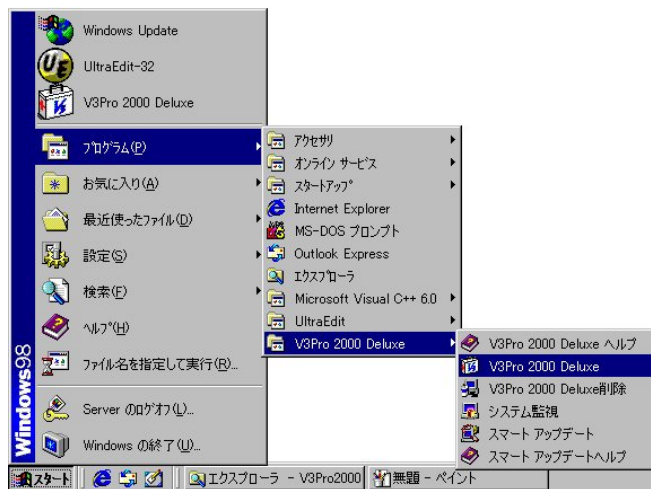 Windows Update
UltraEdit-32
V3Pro 2000 Deluxe
プログラム(P)
お気に入り(A)
最近使ったファイル(D)
設定(S)
検索(F)
ヘルプ(H)
ファイル名を指定して実行(R)...
Server のログオフ(L)...
Windows の終了(U)...
Windows98
アクセサリ
オンライン サービス
スタートアップ
Internet Explorer
MS-DOS プロンプト
Outlook Express
エクスプローラ
Microsoft Visual C++ 6.0
UltraEdit
V3Pro 2000 Deluxe
V3Pro 2000 Deluxe ヘルプ
V3Pro 2000 Deluxe
V3Pro 2000 Deluxe削除
システム監視
スマート アップデート
スマート アップデートヘルプ
スタート
エクスプローラ - V3Pro2000
無題 - ペイント